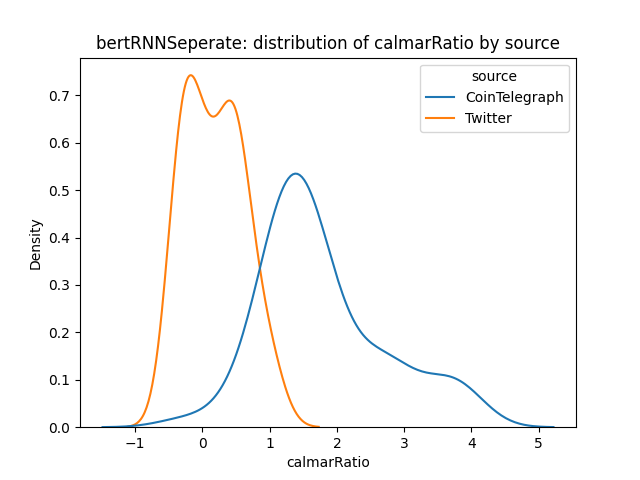 bertRNNSeperate: distribution of calmarRatio by source
source
CoinTelegraph
Twitter
0.7
0.6
0.5
0.4
0.3
0.2
0.1
0.0
Density
−1
0
1
2
3
4
5
calmarRatio